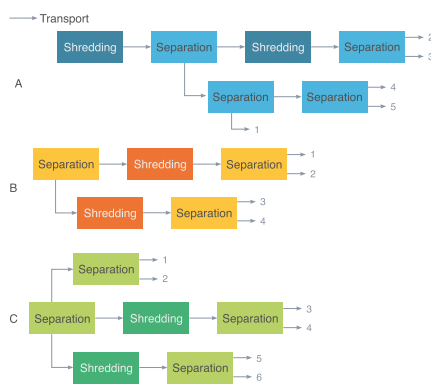 Transport
Shredding Separation Shredding Separation 2
3
A
Separation Separation 4
5
1
B
Separation Shredding Separation 1
2
Shredding Separation 3
4
C
Separation 1
2
Separation Shredding Separation 3
4
Shredding Separation 5
6